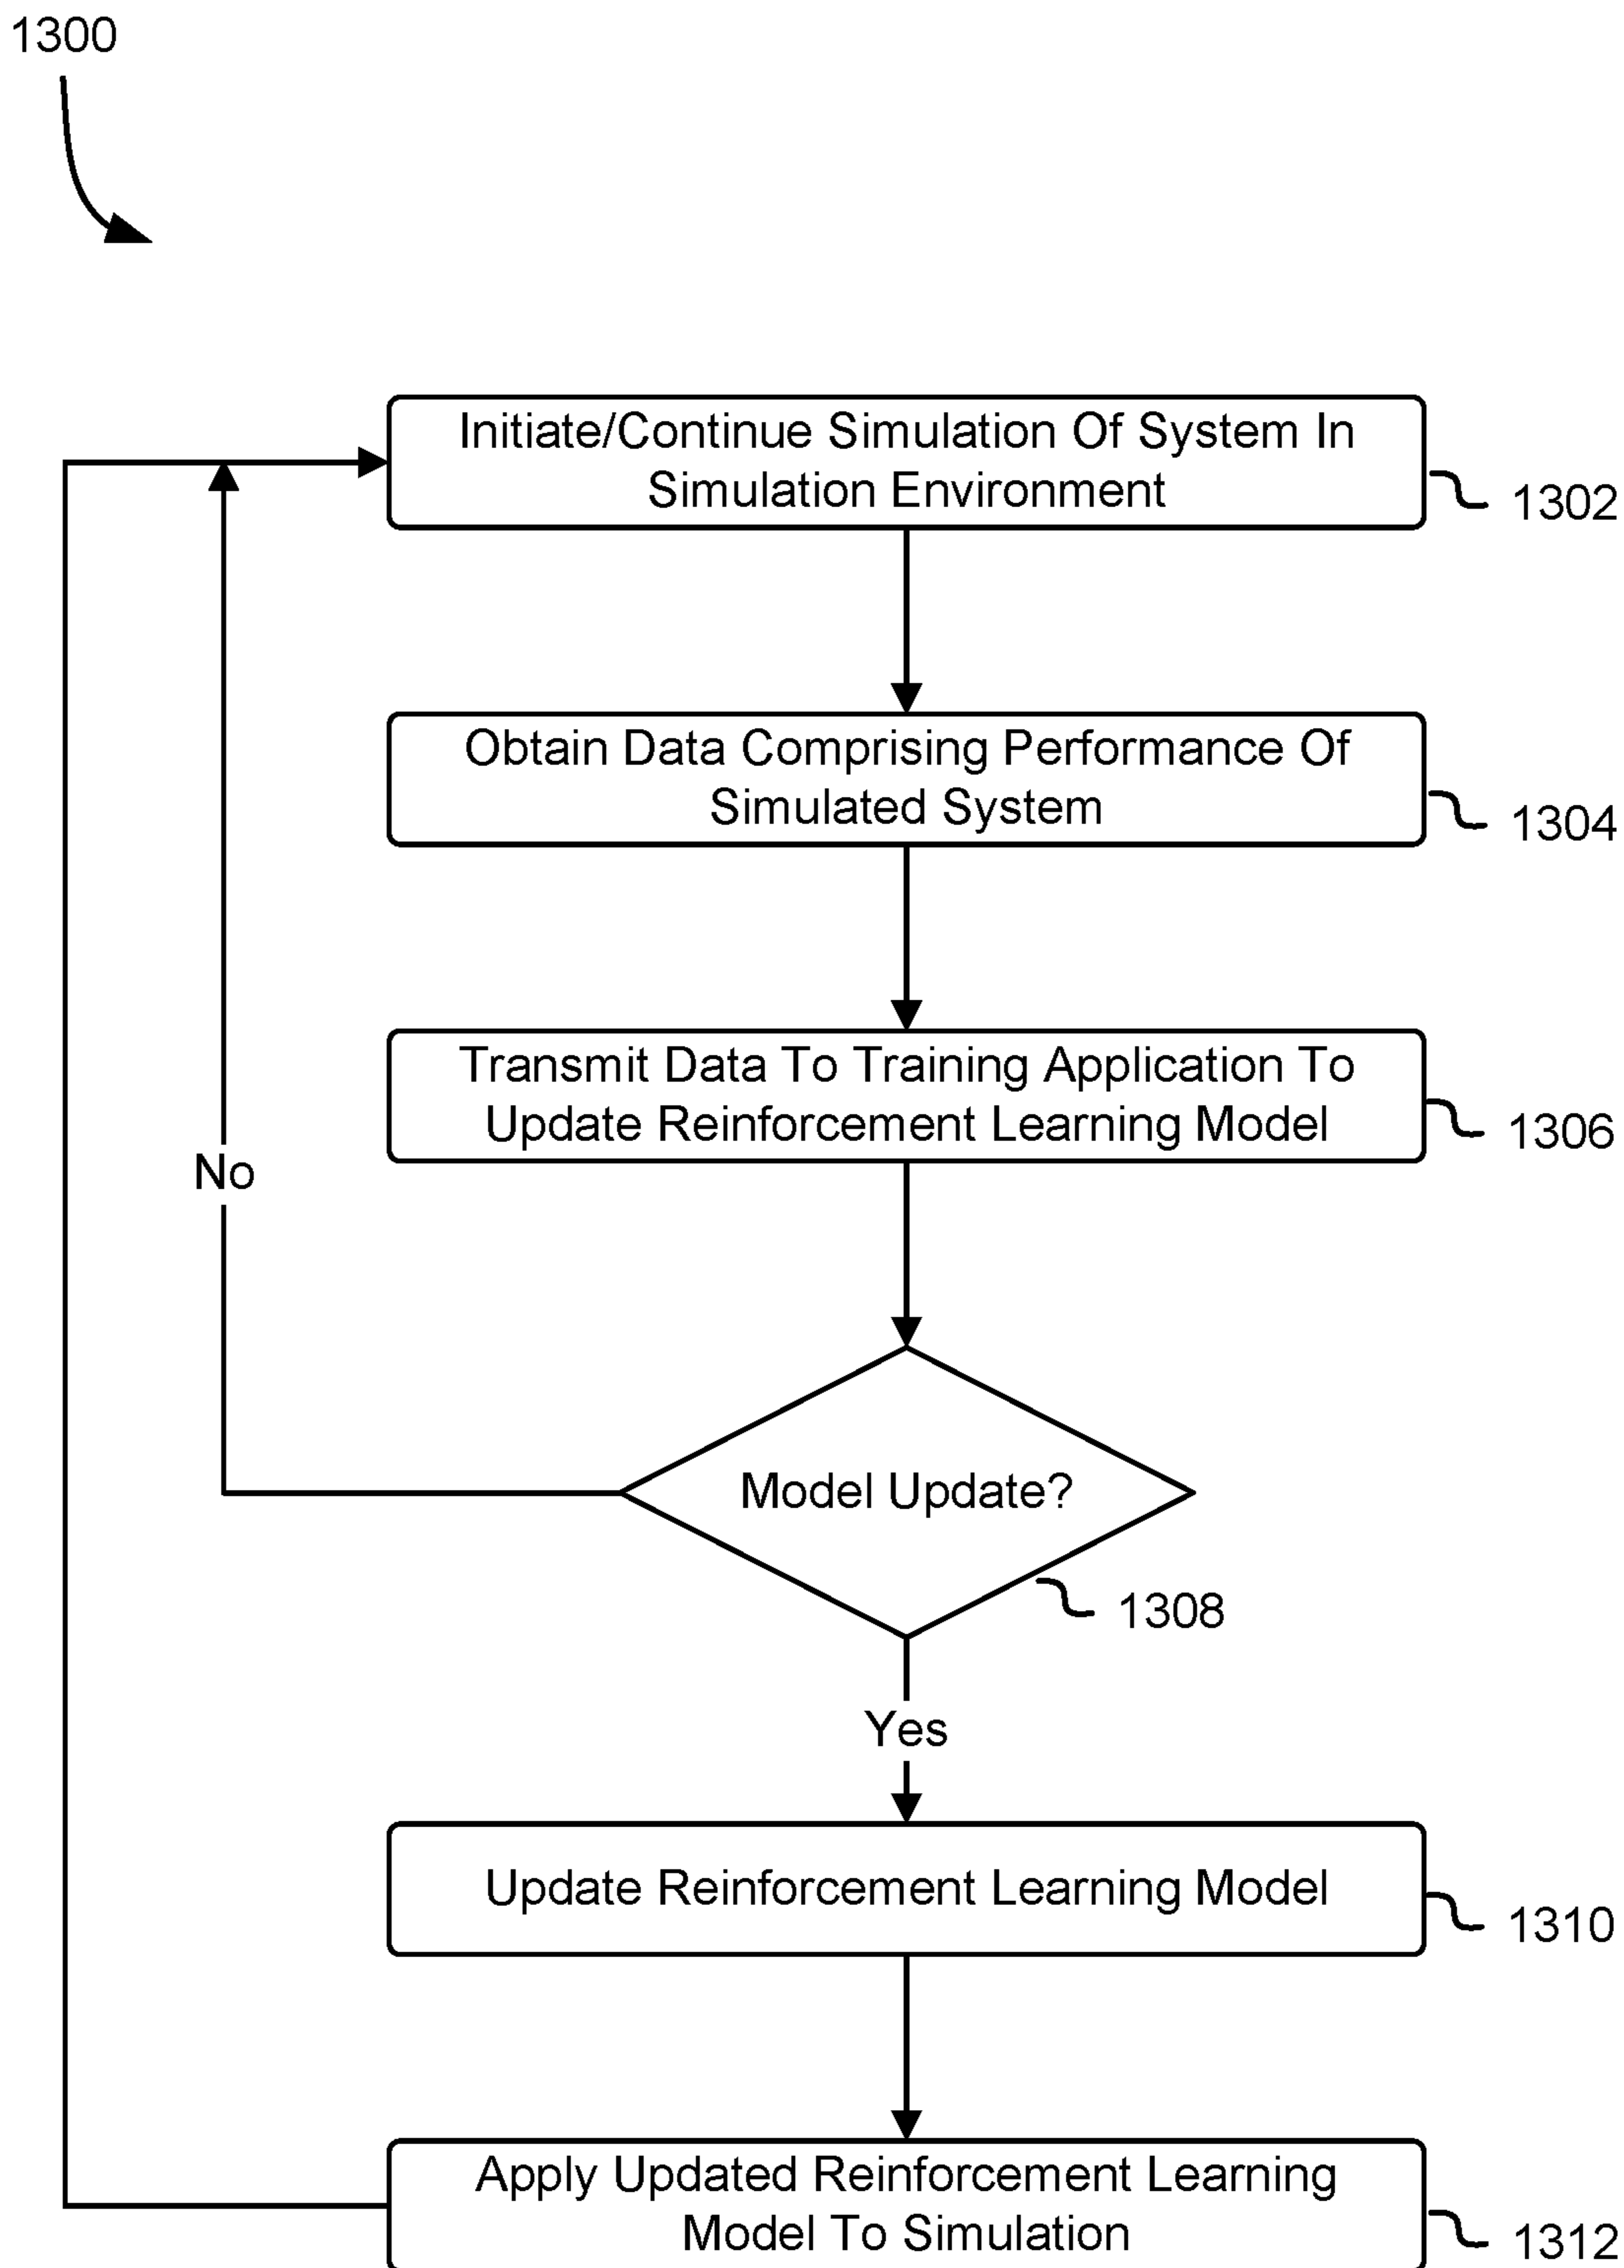 1300
Initiate/Continue Simulation Of System In
Simulation Environment
1302
Obtain Data Comprising Performance Of
Simulated System
1304
Transmit Data To Training Application To
Update Reinforcement Learning Model
1306
No
Model Update?
1308
Yes
Update Reinforcement Learning Model
1310
Apply Updated Reinforcement Learning
Model To Simulation
1312